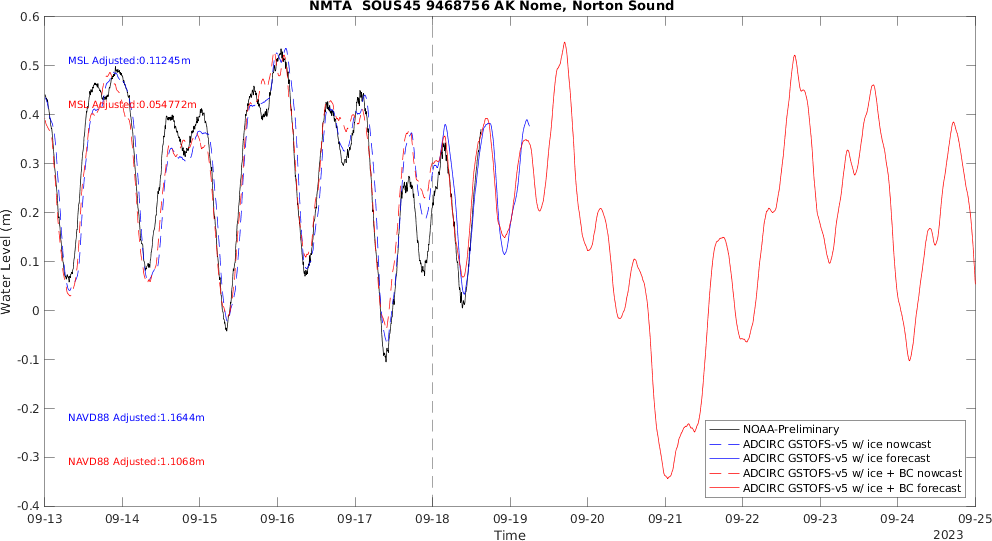 NMTA  SOUS45 9468756 AK Nome, Norton Sound
0.6
0.5
0.4
0.3
0.2
0.1
0
-0.1
-0.2
-0.3
-0.4
Water Level (m)
MSL Adjusted:0.11245m
MSL Adjusted:0.054772m
NAVD88 Adjusted:1.1644m
NAVD88 Adjusted:1.1068m
NOAA-Preliminary
ADCIRC GSTOFS-v5 w/ ice nowcast
ADCIRC GSTOFS-v5 w/ ice forecast
ADCIRC GSTOFS-v5 w/ ice + BC nowcast
ADCIRC GSTOFS-v5 w/ ice + BC forecast
09-13 09-14 09-15 09-16 09-17 09-18 09-19 09-20 09-21 09-22 09-23 09-24 09-25
Time
2023